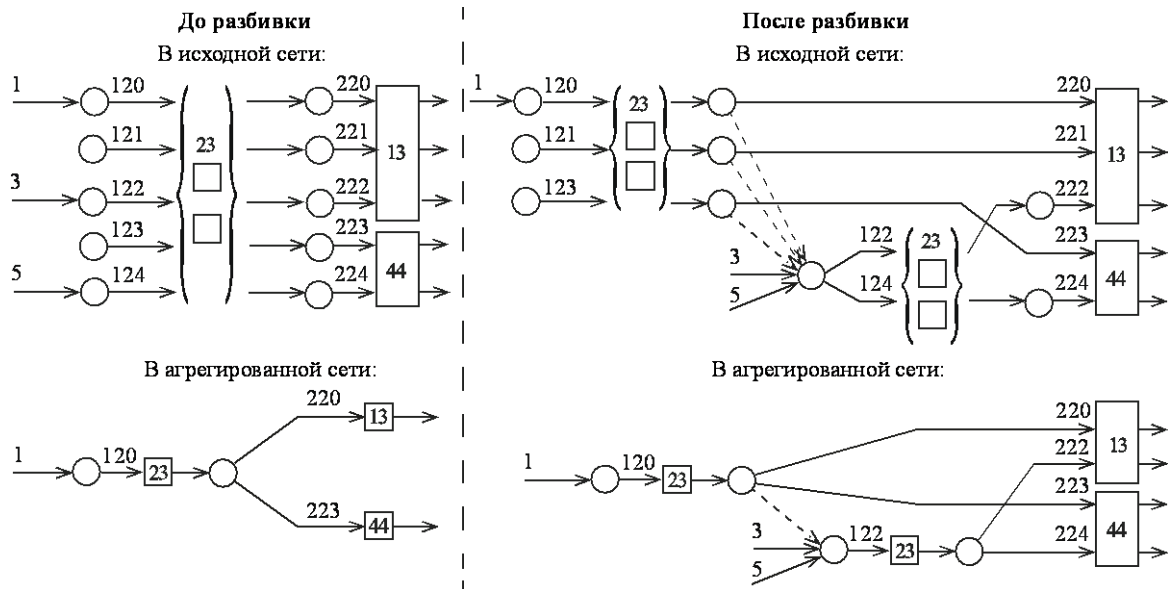 До разбивки
В исходной сети:
1 120 220
121 23 221 13
3 122 222
123 223
5 124 224 44
В агрегированной сети:
220 13
1 120 23
223 44
После разбивки
В исходной сети:
1 120 23 220
121 221 13
123 222
3 122 23 223
5 124 224 44
В агрегированной сети:
220
1 120 23 222 13
223
3 122 23 224 44
5